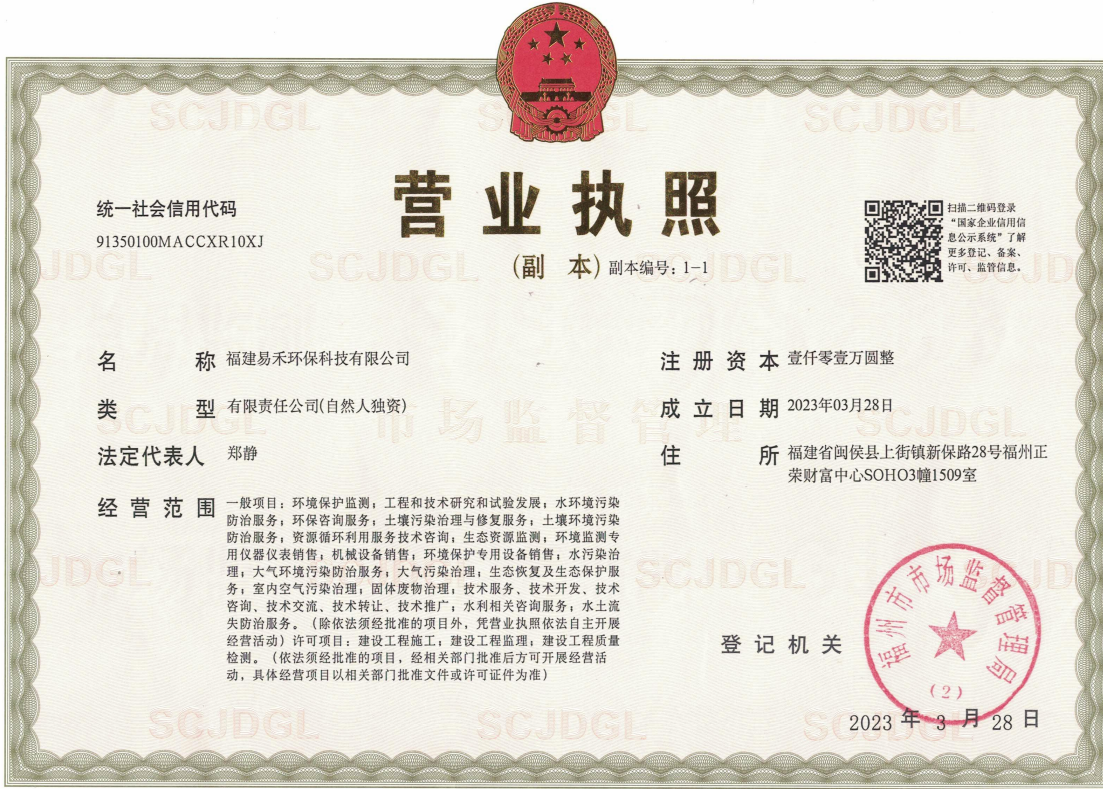 营业执照
(副 本) 副本编号：1-1
统一社会信用代码
91350100MACCXR10XJ
扫描二维码登录
“国家企业信用信
息公示系统”了解
更多登记、备案、
许可、监管信息。
名 称 福建易禾环保科技有限公司
类 型 有限责任公司(自然人独资)
法定代表人 郑静
经营范围 一般项目：环境保护监测；工程和技术研究和试验发展；水环境污染
防治服务；环保咨询服务；土壤污染治理与修复服务；土壤环境污染
防治服务；资源循环利用服务技术咨询；生态资源监测；环境监测专
用仪器仪表销售；机械设备销售；环境保护专用设备销售；水污染治
理；大气环境污染防治服务；大气污染治理；生态恢复及生态保护服
务；室内空气污染治理；固体废物治理；技术服务、技术开发、技术
咨询、技术交流、技术转让、技术推广；水利相关咨询服务；水土流
失防治服务。（除依法须经批准的项目外，凭营业执照依法自主开展
经营活动）许可项目：建设工程施工；建设工程监理；建设工程质量
检测。（依法须经批准的项目，经相关部门批准后方可开展经营活
动，具体经营项目以相关部门批准文件或许可证件为准）
注册资本 壹仟零壹万圆整
成立日期 2023年03月28日
住 所 福建省闽侯县上街镇新保路28号福州正
荣财富中心SOHO3幢1509室
登记机关
福州市市场监督管理局
(2)
2023 年 3 月 28 日
SCJDGL
市场监督管理